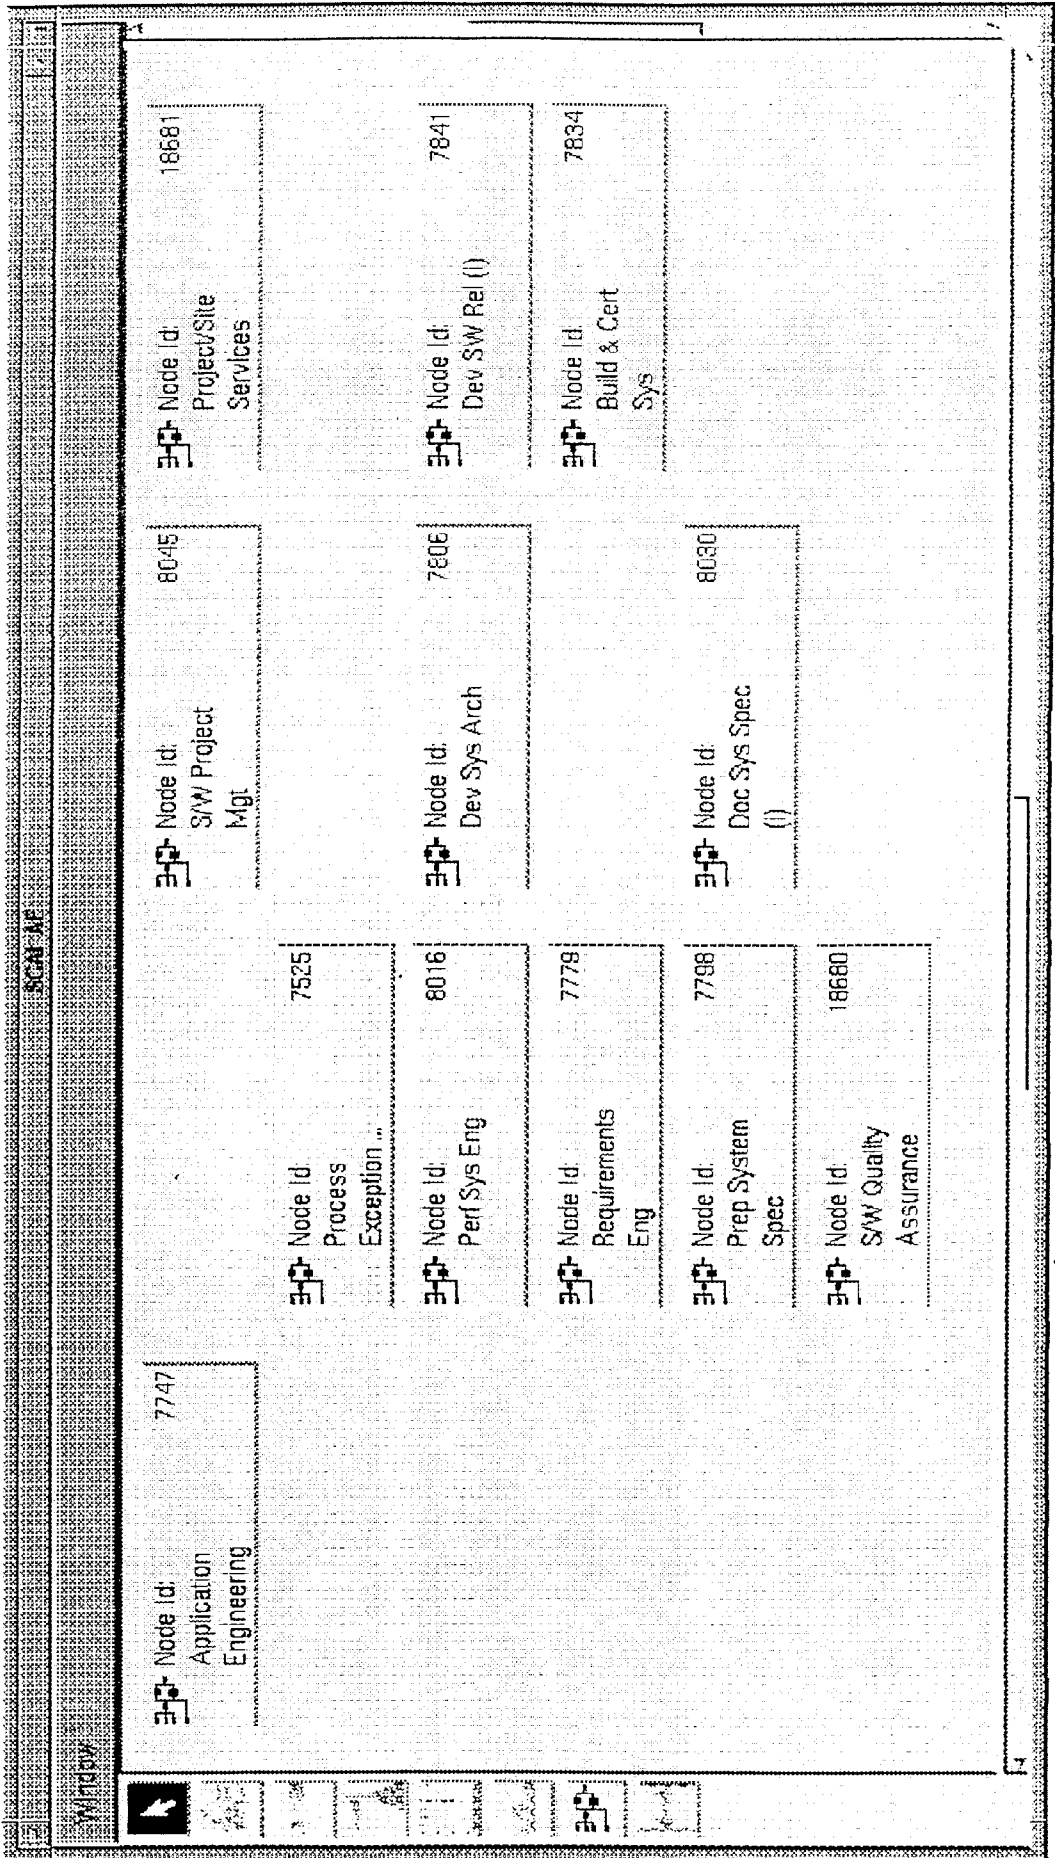 SCALAE
Window
Node Id: 7747
Application
Engineering
Node Id: 7525
Process
Exception ...
Node Id: 8016
Perf Sys Eng
Node Id: 7779
Requirements
Eng
Node Id: 7798
Prep System
Spec
Node Id: 18680
S/W Quality
Assurance
Node Id: 8045
S/W Project
Mgt
Node Id: 7806
Dev Sys Arch
Node Id: 8030
Doc Sys Spec
(I)
Node Id: 18681
Project/Site
Services
Node Id: 7841
Dev SW Rel (I)
Node Id: 7834
Build & Cert
Sys